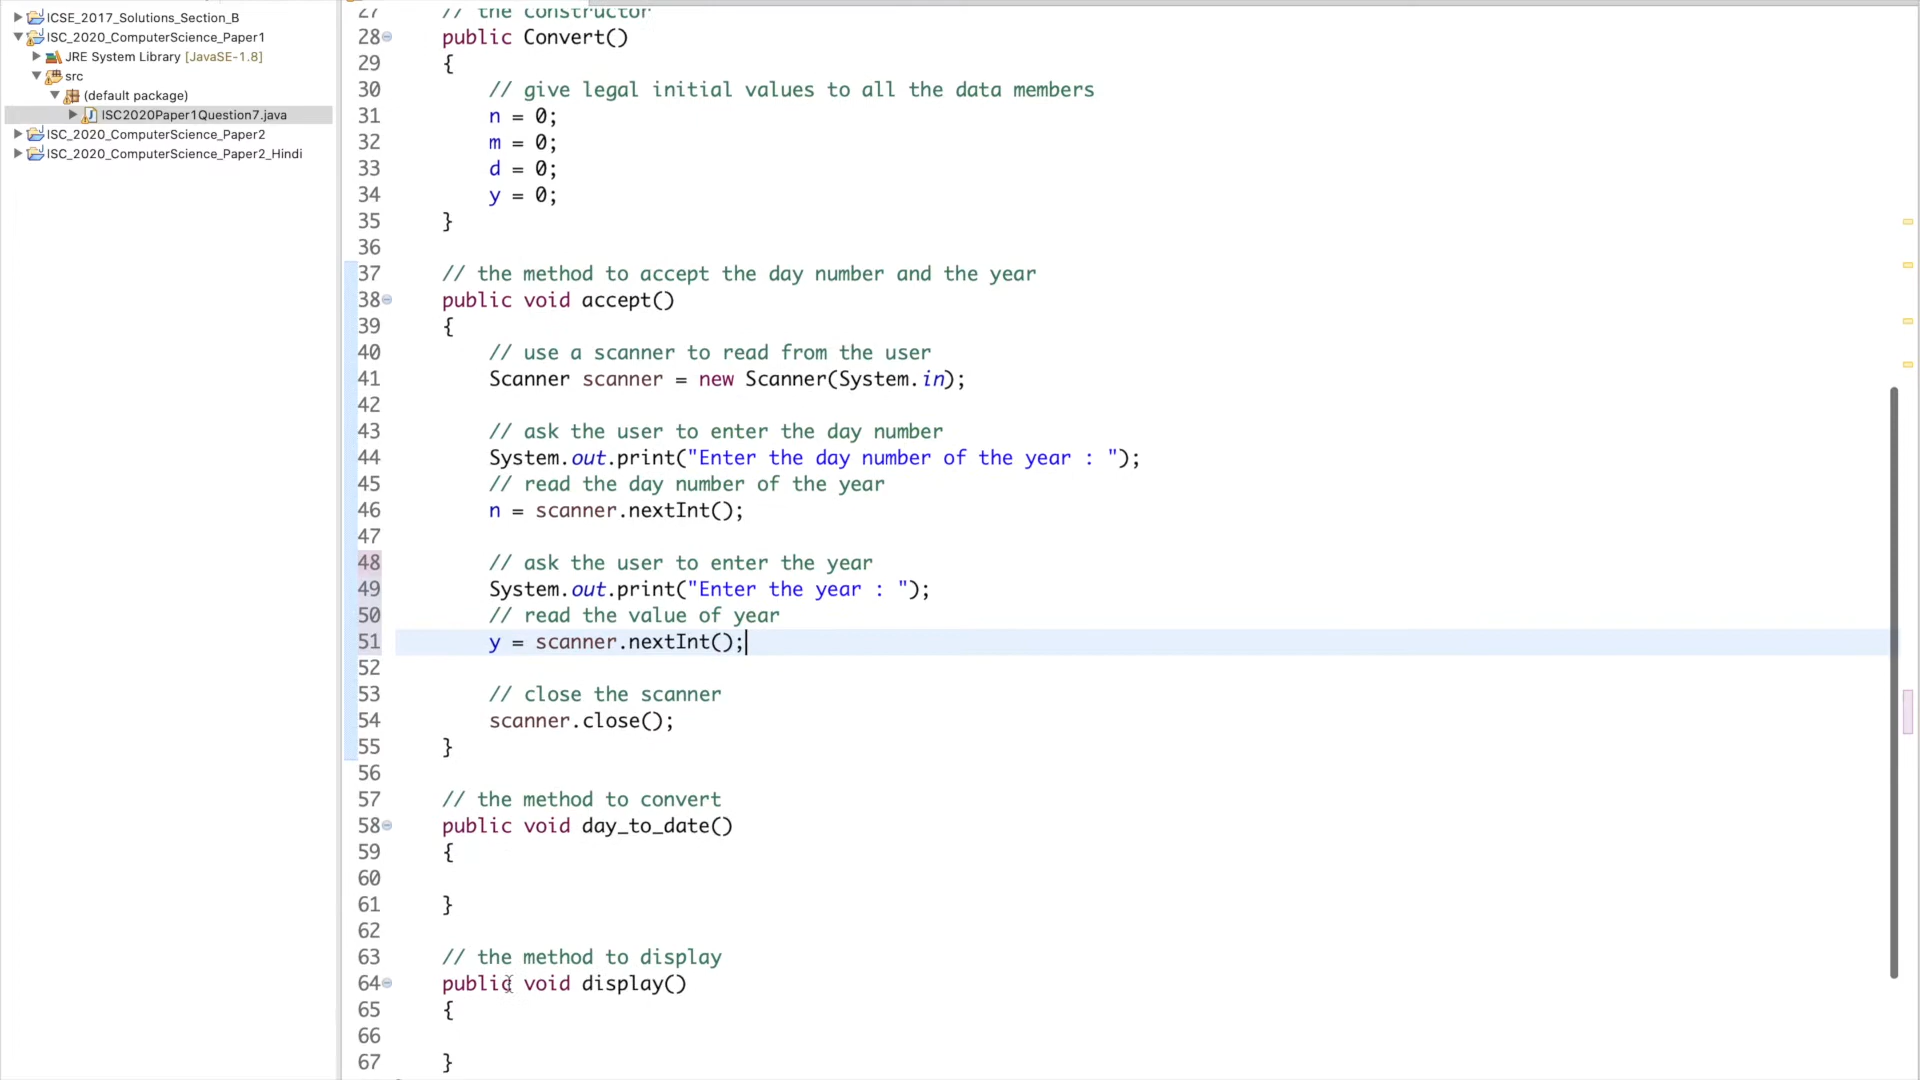 ICSE_2017_Solutions_Section_B
ISC_2020_ComputerScience_Paper1
JRE System Library [JavaSE-1.8]
src
(default package)
ISC2020Paper1Question7.java
ISC_2020_ComputerScience_Paper2
ISC_2020_ComputerScience_Paper2_Hindi
27 // the constructor
28 public Convert()
29 {
30 // give legal initial values to all the data members
31 n = 0;
32 m = 0;
33 d = 0;
34 y = 0;
35 }
36
37 // the method to accept the day number and the year
38 public void accept()
39 {
40 // use a scanner to read from the user
41 Scanner scanner = new Scanner(System.in);
42
43 // ask the user to enter the day number
44 System.out.print("Enter the day number of the year : ");
45 // read the day number of the year
46 n = scanner.nextInt();
47
48 // ask the user to enter the year
49 System.out.print("Enter the year : ");
50 // read the value of year
51 y = scanner.nextInt();
52
53 // close the scanner
54 scanner.close();
55 }
56
57 // the method to convert
58 public void day_to_date()
59 {
60
61 }
62
63 // the method to display
64 public void display()
65 {
66
67 }